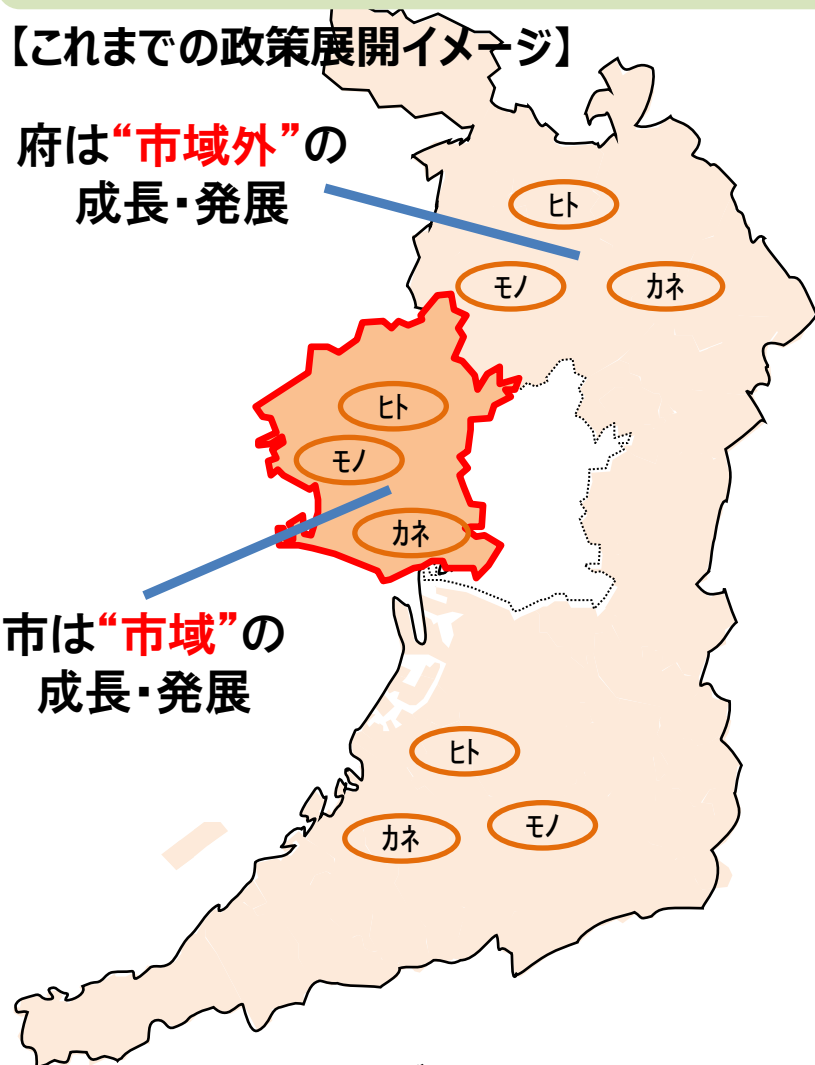 【これまでの政策展開イメージ】
府は“市域外”の
成長・発展
ヒト
モノ
カネ
ヒト
モノ
カネ
市は“市域”の
成長・発展
ヒト
カネ
モノ